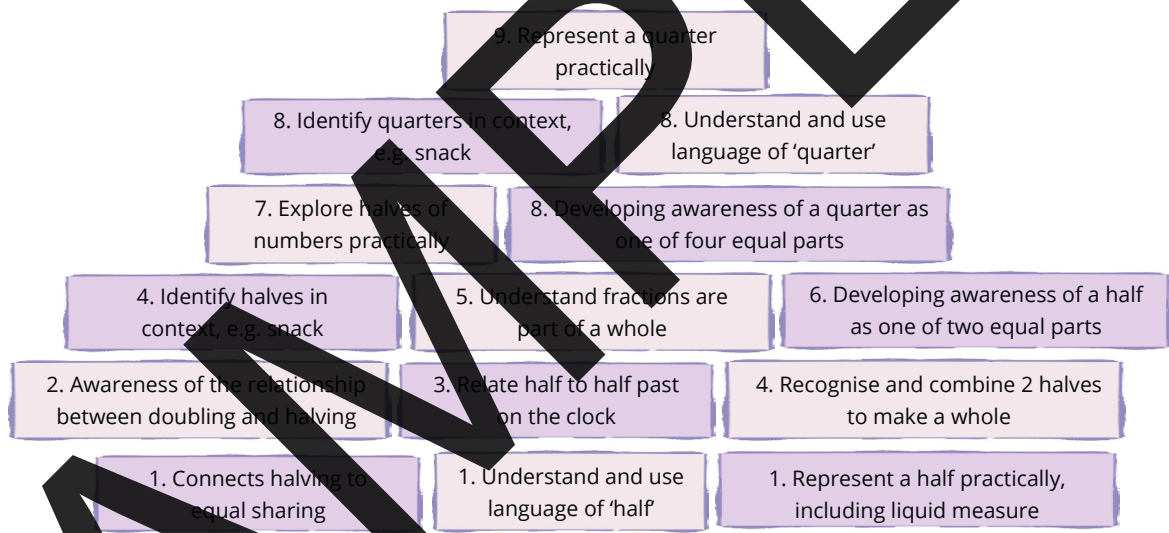 9. Represent a quarter
practically
8. Identify quarters in context,
e.g. snack
8. Understand and use
language of ‘quarter’
7. Explore halves of
numbers practically
8. Developing awareness of a quarter as
one of four equal parts
4. Identify halves in
context, e.g. snack
5. Understand fractions are
part of a whole
6. Developing awareness of a half
as one of two equal parts
2. Awareness of the relationship
between doubling and halving
3. Relate half to half past
on the clock
4. Recognise and combine 2 halves
to make a whole
1. Connects halving to
equal sharing
1. Understand and use
language of ‘half’
1. Represent a half practically,
including liquid measure